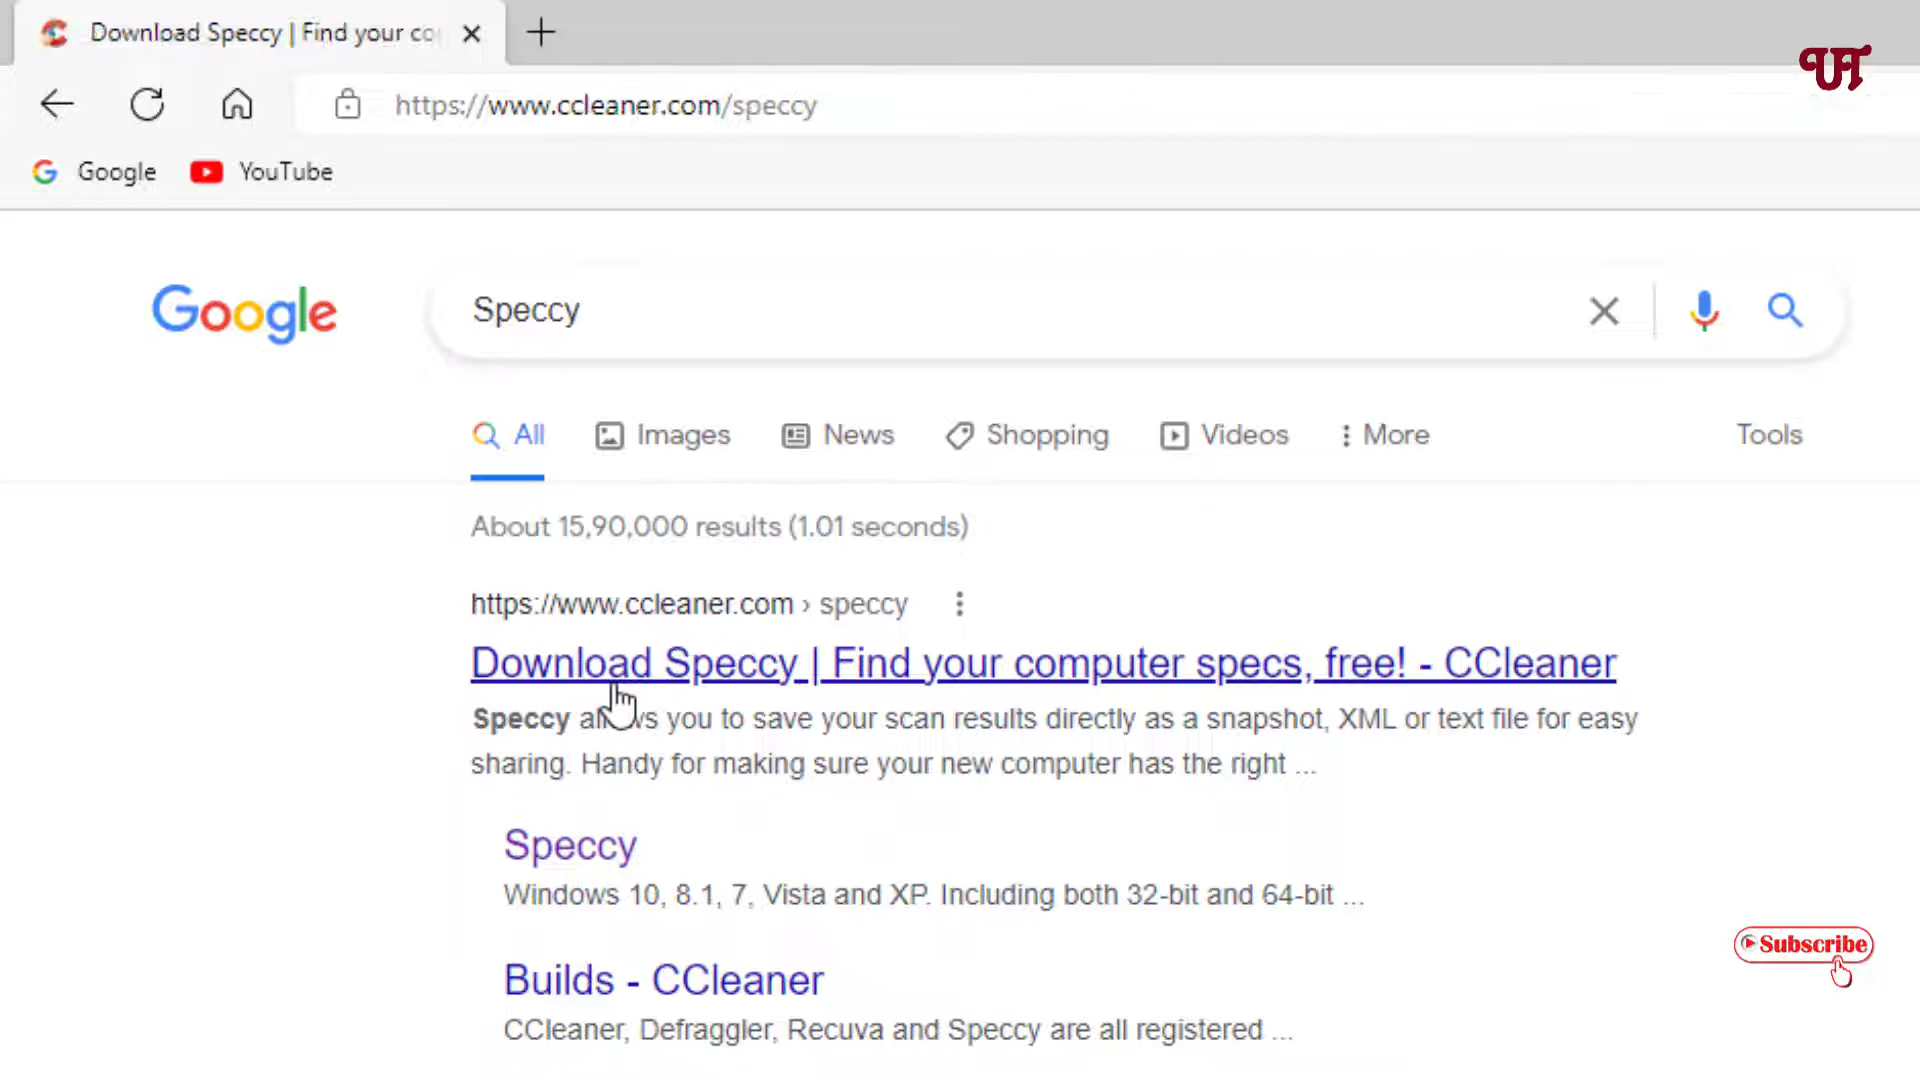 Download Speccy | Find your co
UT
https://www.ccleaner.com/speccy
Google
YouTube
Google
Speccy
All
Images
News
Shopping
Videos
More
Tools
About 15,90,000 results (1.01 seconds)
https://www.ccleaner.com › speccy
Download Speccy | Find your computer specs, free! - CCleaner
Speccy allows you to save your scan results directly as a snapshot, XML or text file for easy
sharing. Handy for making sure your new computer has the right ...
Speccy
Windows 10, 8.1, 7, Vista and XP. Including both 32-bit and 64-bit ...
Subscribe
Builds - CCleaner
CCleaner, Defraggler, Recuva and Speccy are all registered ...